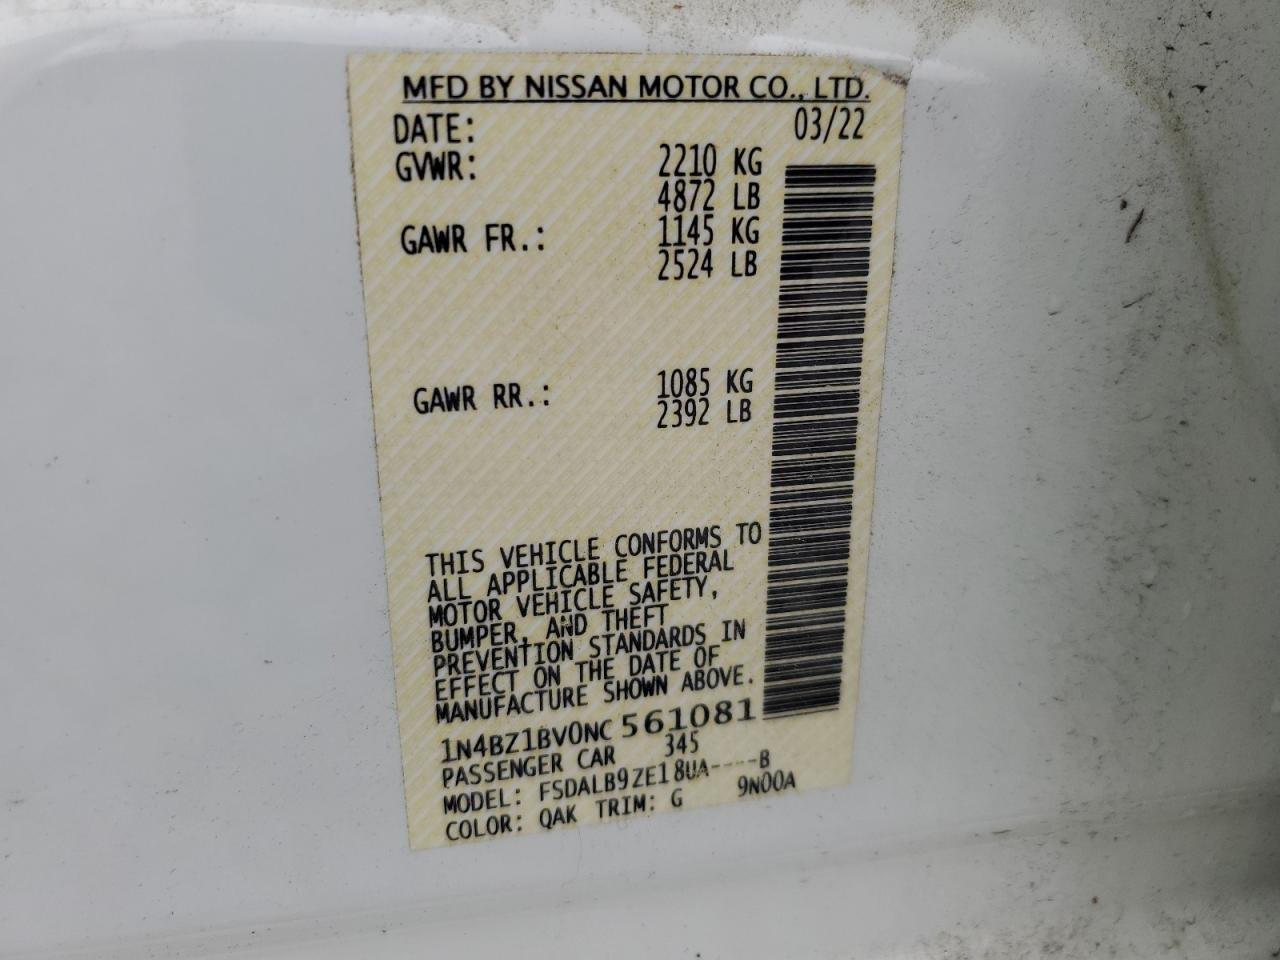 MFD BY NISSAN MOTOR CO., LTD.
DATE: 03/22
GVWR: 2210 KG
4872 LB
GAWR FR.: 1145 KG
2524 LB
GAWR RR.: 1085 KG
2392 LB
THIS VEHICLE CONFORMS TO
ALL APPLICABLE FEDERAL
MOTOR VEHICLE SAFETY,
BUMPER, AND THEFT
PREVENTION STANDARDS IN
EFFECT ON THE DATE OF
MANUFACTURE SHOWN ABOVE.
1N4BZ1BV0NC 561081
PASSENGER CAR 345
MODEL: FSDALB9ZE18UA----B
COLOR: QAK TRIM: G 9N00A